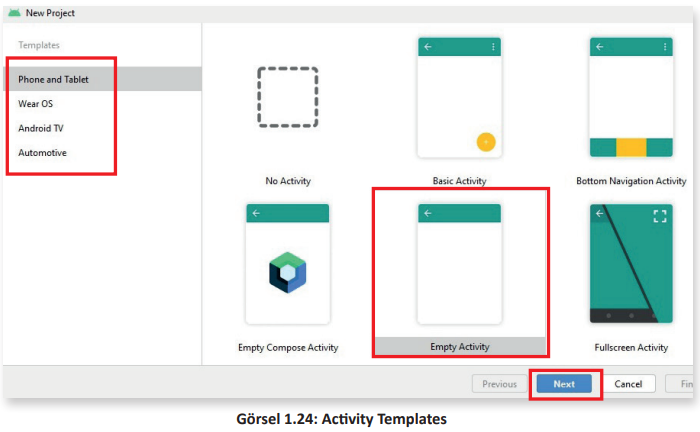 New Project
Templates
Phone and Tablet
Wear OS
Android TV
Automotive
No Activity
Basic Activity
Bottom Navigation Activity
Empty Compose Activity
Empty Activity
Fullscreen Activity
Previous
Next
Cancel
Fin
Görsel 1.24: Activity Templates